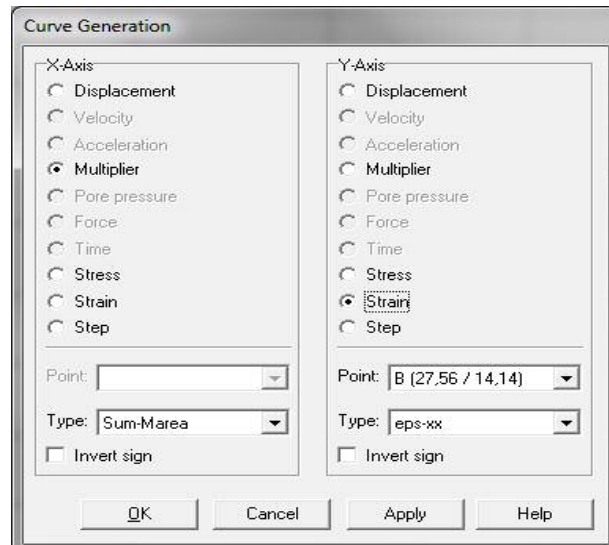 Curve Generation
X-Axis
Displacement
Velocity
Acceleration
Multiplier
Pore pressure
Force
Time
Stress
Strain
Step
Point:
Type: Sum-Marea
Invert sign
Y-Axis
Displacement
Velocity
Acceleration
Multiplier
Pore pressure
Force
Time
Stress
Strain
Step
Point: B (27,56 / 14,14)
Type: eps-xx
Invert sign
OK Cancel Apply Help